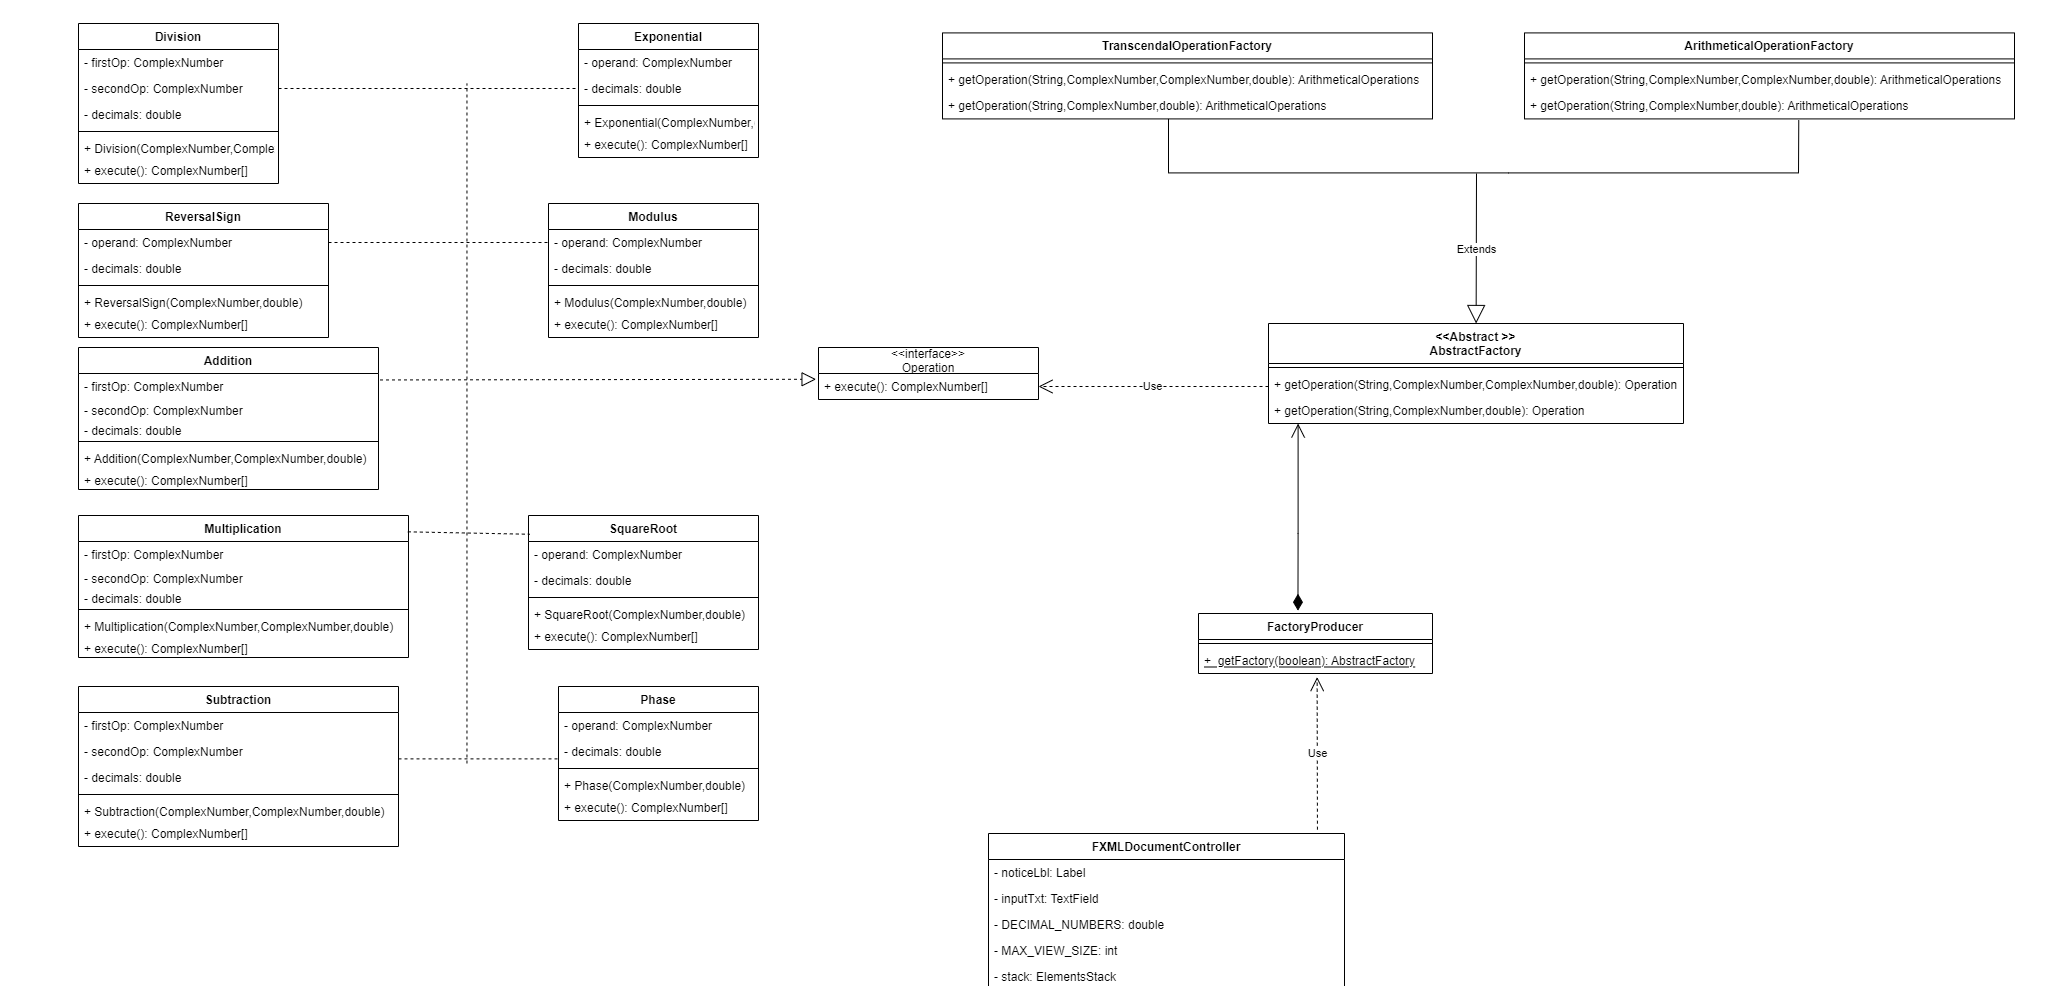 Division
- firstOp: ComplexNumber
- secondOp: ComplexNumber
- decimals: double
+ Division(ComplexNumber,Comple
+ execute(): ComplexNumber[]
Exponential
- operand: ComplexNumber
- decimals: double
+ Exponential(ComplexNumber,
+ execute(): ComplexNumber[]
TranscendalOperationFactory
+ getOperation(String,ComplexNumber,ComplexNumber,double): ArithmeticalOperations
+ getOperation(String,ComplexNumber,double): ArithmeticalOperations
ArithmeticalOperationFactory
+ getOperation(String,ComplexNumber,ComplexNumber,double): ArithmeticalOperations
+ getOperation(String,ComplexNumber,double): ArithmeticalOperations
ReversalSign
- operand: ComplexNumber
- decimals: double
+ ReversalSign(ComplexNumber,double)
+ execute(): ComplexNumber[]
Modulus
- operand: ComplexNumber
- decimals: double
+ Modulus(ComplexNumber,double)
+ execute(): ComplexNumber[]
Extends
Addition
- firstOp: ComplexNumber
- secondOp: ComplexNumber
- decimals: double
+ Addition(ComplexNumber,ComplexNumber,double)
+ execute(): ComplexNumber[]
<<interface>>
Operation
+ execute(): ComplexNumber[]
Use
<<Abstract >>
AbstractFactory
+ getOperation(String,ComplexNumber,ComplexNumber,double): Operation
+ getOperation(String,ComplexNumber,double): Operation
Multiplication
- firstOp: ComplexNumber
- secondOp: ComplexNumber
- decimals: double
+ Multiplication(ComplexNumber,ComplexNumber,double)
+ execute(): ComplexNumber[]
SquareRoot
- operand: ComplexNumber
- decimals: double
+ SquareRoot(ComplexNumber,double)
+ execute(): ComplexNumber[]
FactoryProducer
+ getFactory(boolean): AbstractFactory
Subtraction
- firstOp: ComplexNumber
- secondOp: ComplexNumber
- decimals: double
+ Subtraction(ComplexNumber,ComplexNumber,double)
+ execute(): ComplexNumber[]
Phase
- operand: ComplexNumber
- decimals: double
+ Phase(ComplexNumber,double)
+ execute(): ComplexNumber[]
Use
FXMLDocumentController
- noticeLbl: Label
- inputTxt: TextField
- DECIMAL_NUMBERS: double
- MAX_VIEW_SIZE: int
- stack: ElementsStack